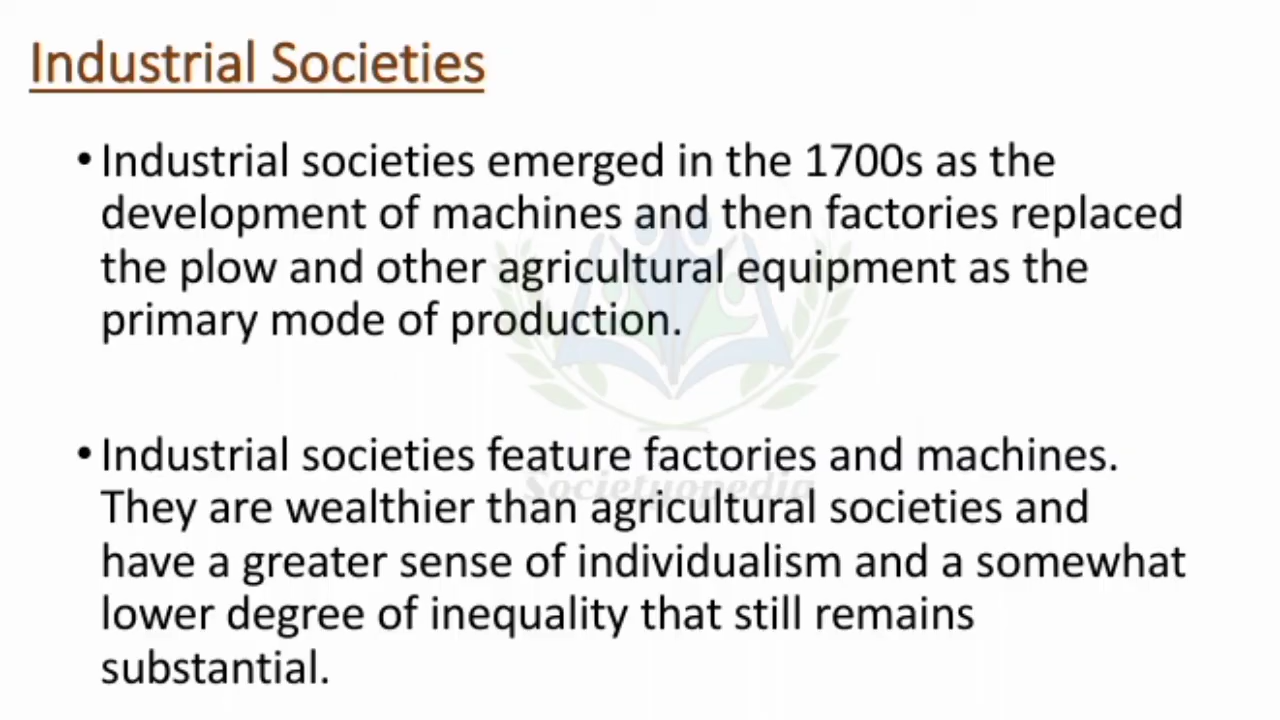 Industrial Societies
• Industrial societies emerged in the 1700s as the
development of machines and then factories replaced
the plow and other agricultural equipment as the
primary mode of production.
• Industrial societies feature factories and machines.
Societyopedia
They are wealthier than agricultural societies and
have a greater sense of individualism and a somewhat
lower degree of inequality that still remains
substantial.